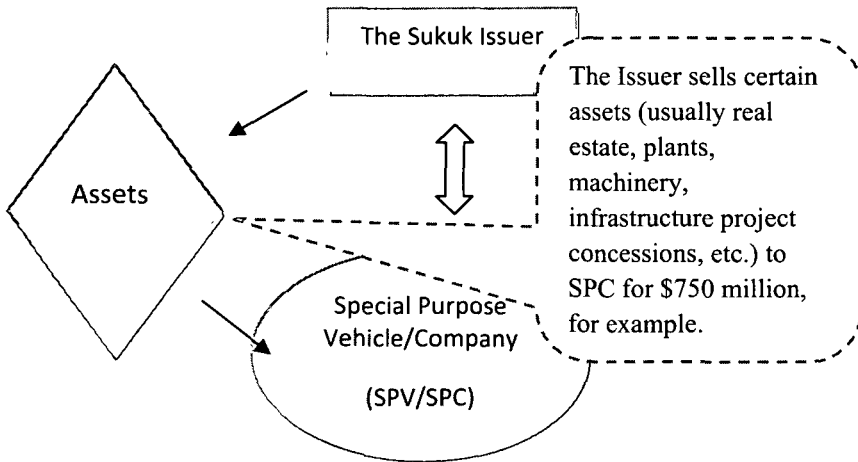 The Sukuk Issuer
The Issuer sells certain
assets (usually real
estate, plants,
machinery,
infrastructure project
concessions, etc.) to
SPC for $750 million,
for example.
Assets
Special Purpose
Vehicle/Company
(SPV/SPC)